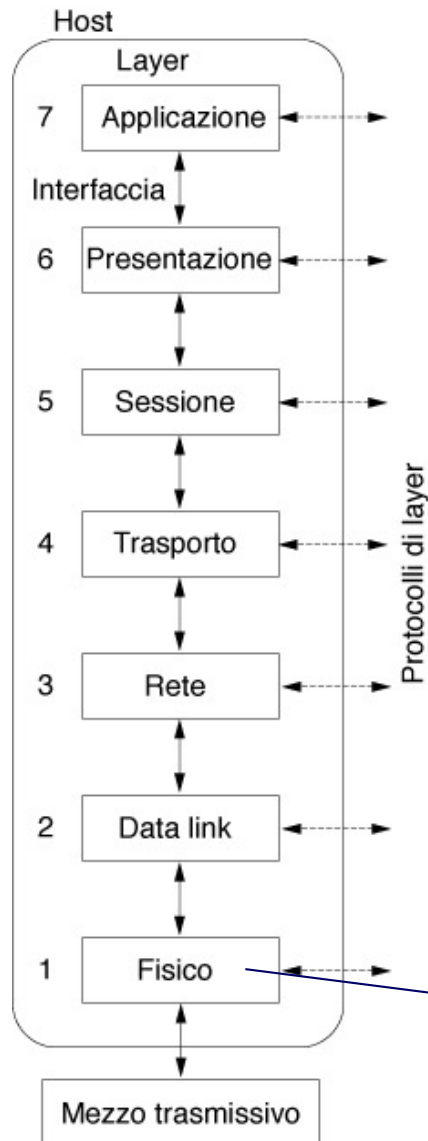 Host
Layer
7 Applicazione
Interfaccia
6 Presentazione
5 Sessione
4 Trasporto
3 Rete
2 Data link
1 Fisico
Mezzo trasmissivo
Protocolli di layer